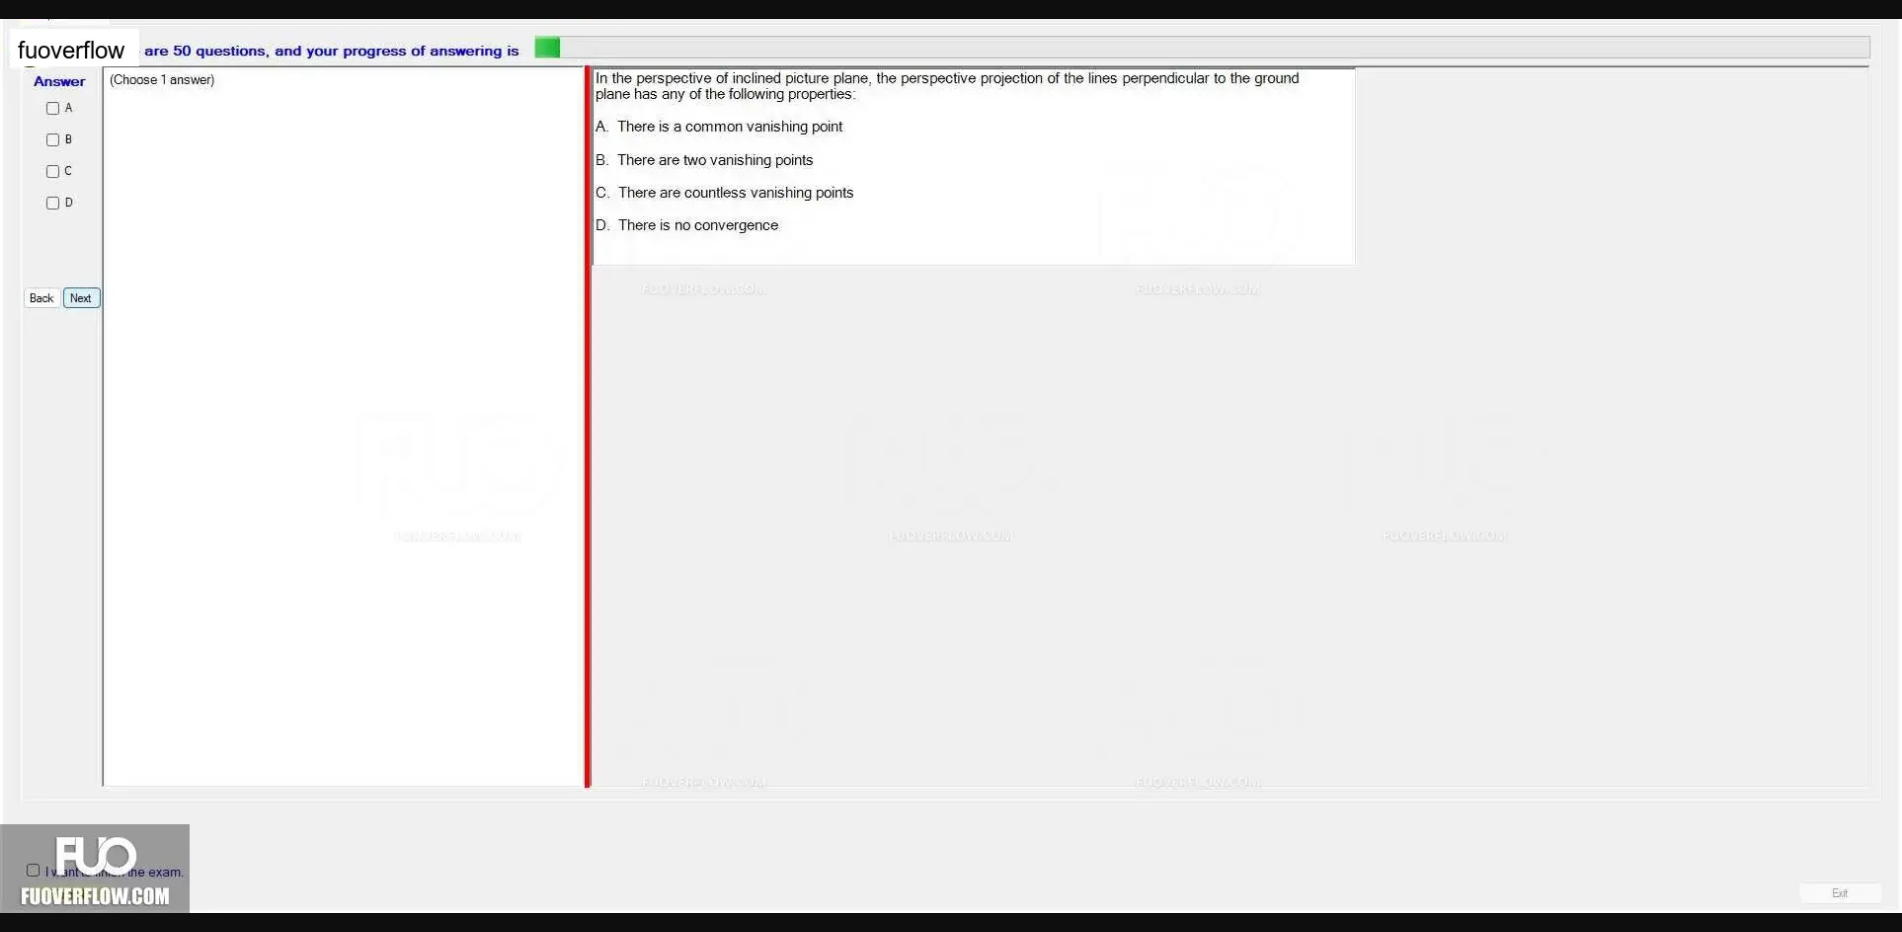 fuoverflow are 50 questions, and your progress of answering is
Answer
(Choose 1 answer)
A
B
C
D
Back Next
In the perspective of inclined picture plane, the perspective projection of the lines perpendicular to the ground
plane has any of the following properties:
A. There is a common vanishing point
B. There are two vanishing points
C. There are countless vanishing points
D. There is no convergence
FUOVERFLOW.COM FUOVERFLOW.COM
FUOVERFLOW.COM FUOVERFLOW.COM FUOVERFLOW.COM
FUOVERFLOW.COM FUOVERFLOW.COM
FUO
I want the exam.
FUOVERFLOW.COM
Exit